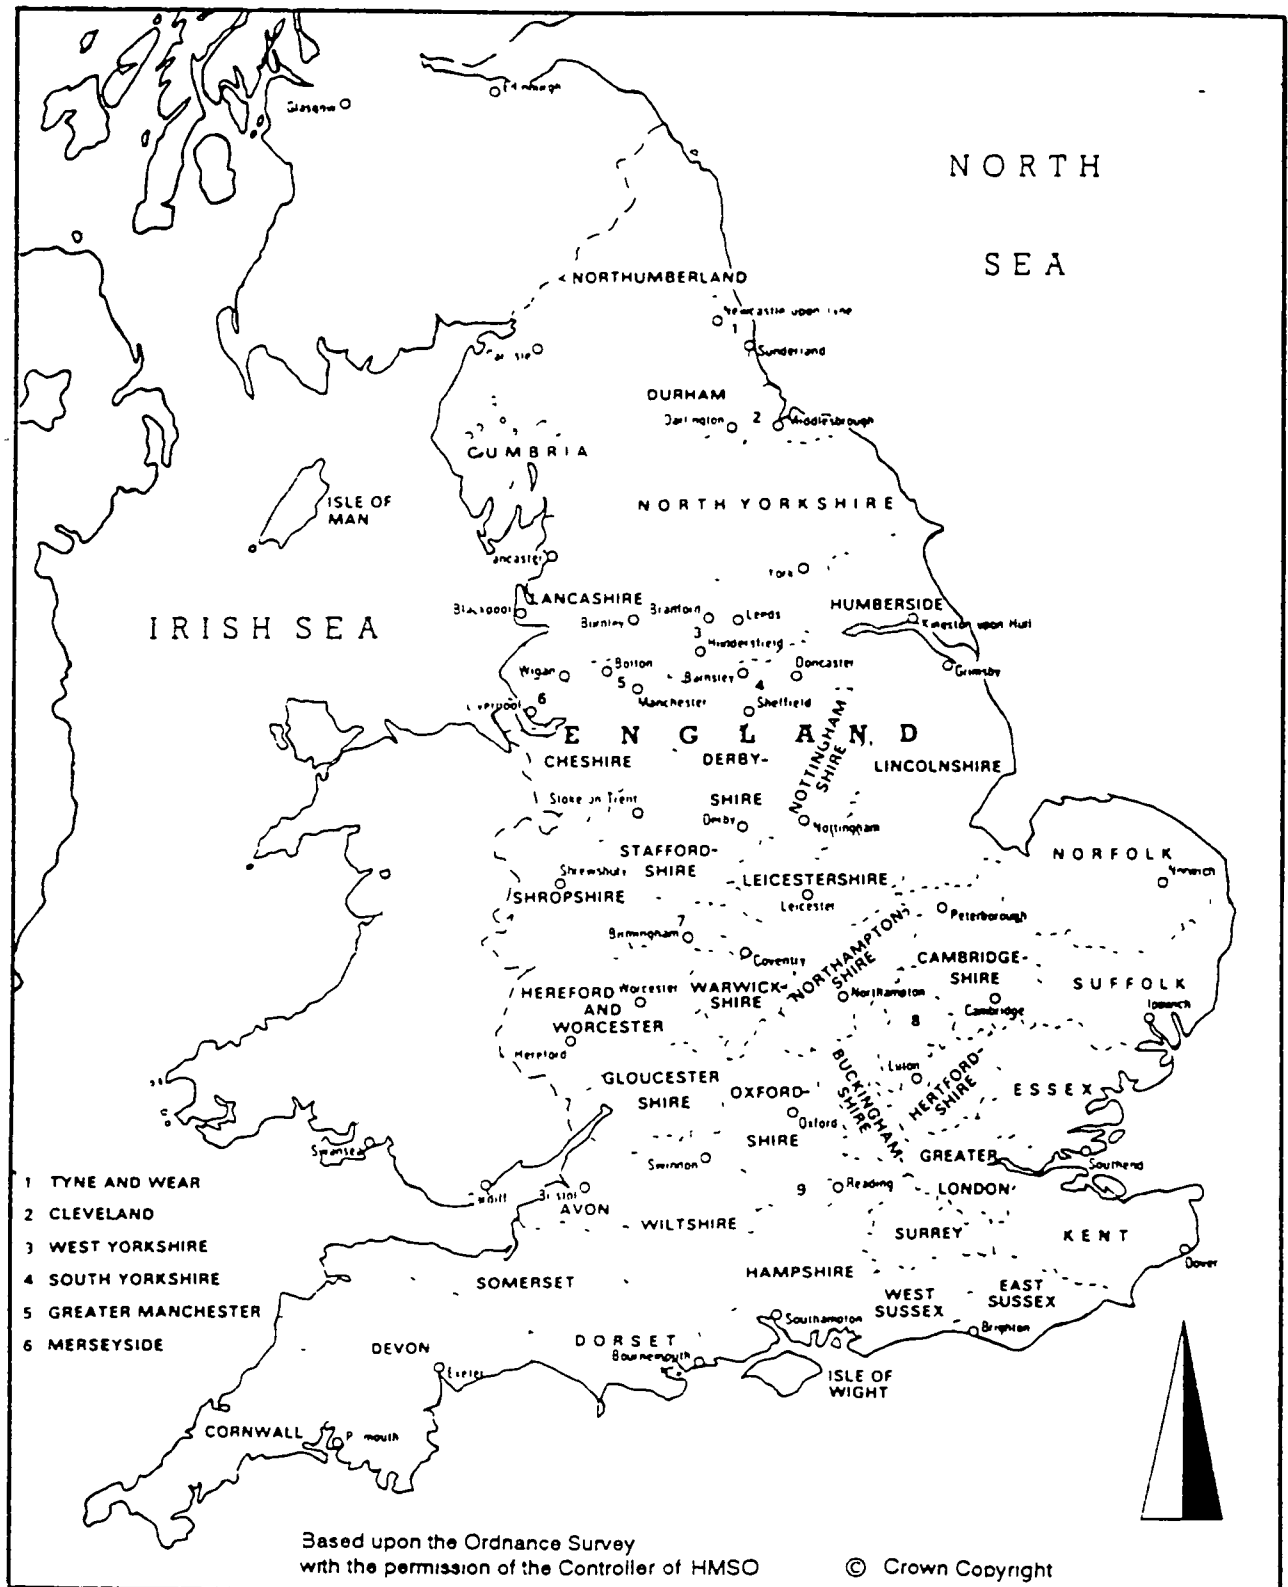 NORTH
SEA
Glasgow
NORTHUMBERLAND
1
Sunderland
DURHAM
Darlington
2
Middlesbrough
CUMBRIA
NORTH YORKSHIRE
ISLE OF
MAN
Lancaster
York
LANCASHIRE
Blackpool
Burnley
Leeds
HUMBERSIDE
Kingston upon Hull
IRISH SEA
3
Huddersfield
Wigan
Bolton
5
Barnsley
Doncaster
4
Grimsby
6
Manchester
Sheffield
ENGLAND
CHESHIRE
DERBY-
SHIRE
NOTTINGHAM
SHIRE
LINCOLNSHIRE
Stoke on Trent
Derby
Nottingham
STAFFORD-
SHIRE
NORFOLK
Norwich
SHROPSHIRE
LEICESTERSHIRE
Leicester
Peterborough
7
Birmingham
Coventry
NORTHAMPTON
SHIRE
CAMBRIDGE-
SHIRE
HEREFORD
AND
WORCESTER
Worcester
WARWICK-
SHIRE
Northampton
SUFFOLK
Ipswich
Cambridge
8
Hereford
GLOUCESTER
SHIRE
OXFORD-
SHIRE
Oxford
BUCKINGHAM
SHIRE
Luton
HERTFORD-
SHIRE
ESSEX
Swansea
Swindon
GREATER
LONDON
Southend
Bristol
AVON
9
Reading
WILTSHIRE
SURREY
KENT
Dover
SOMERSET
HAMPSHIRE
WEST
SUSSEX
EAST
SUSSEX
Southampton
Brighton
DORSET
Bournemouth
DEVON
Exeter
ISLE OF
WIGHT
CORNWALL
1 TYNE AND WEAR
2 CLEVELAND
3 WEST YORKSHIRE
4 SOUTH YORKSHIRE
5 GREATER MANCHESTER
6 MERSEYSIDE
Based upon the Ordnance Survey
with the permission of the Controller of HMSO
© Crown Copyright